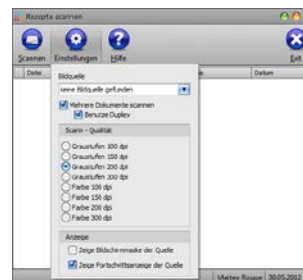 Rezepte scannen
Scannen
Einstellungen
Hilfe
Exit
Datei
Datum
Bildquelle
keine Bildquelle gefunden
Mehrere Dokumente scannen
Benutze Duplex
Scann - Qualität
Graustufen 100 dpi
Graustufen 150 dpi
Graustufen 200 dpi
Graustufen 300 dpi
Farbe 100 dpi
Farbe 150 dpi
Farbe 200 dpi
Farbe 300 dpi
Anzeige
Zeige Bildschirmmaske der Quelle
Zeige Fortschrittsanzeige der Quelle
30.05.2012